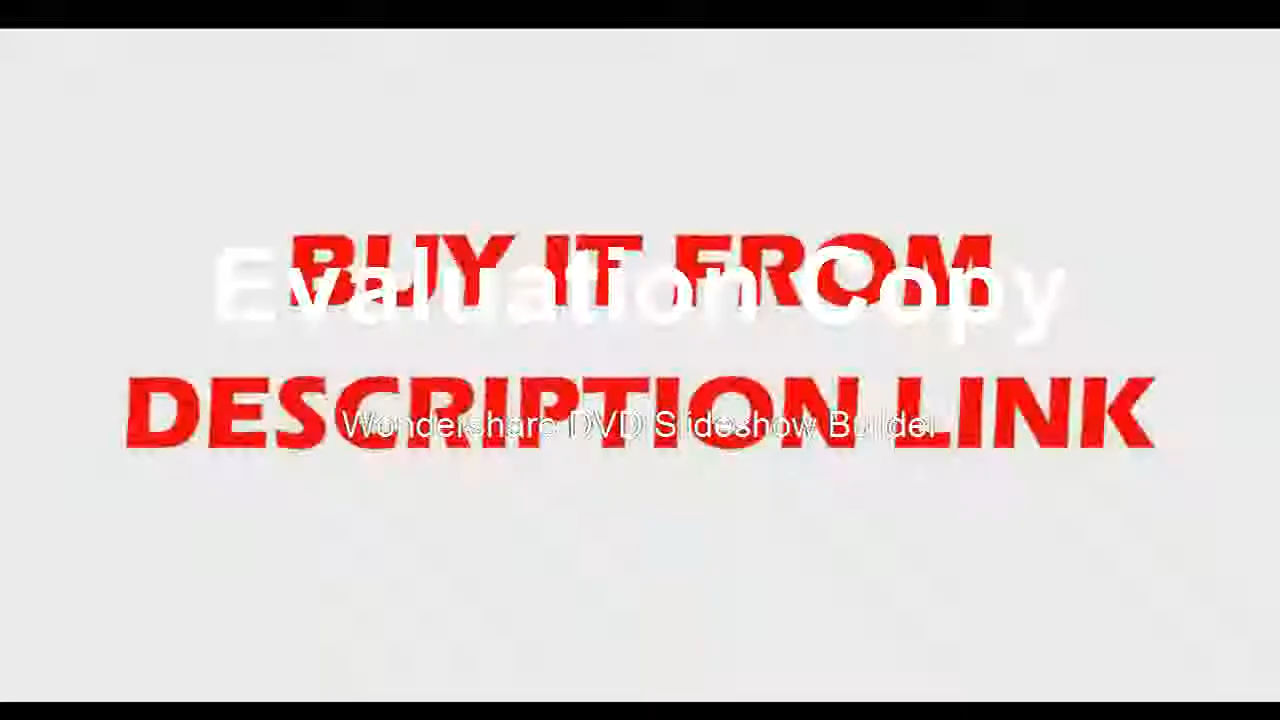 BUY IT FROM
Evaluation Copy
DESCRIPTION LINK
Wondershare DVD Slideshow Builder